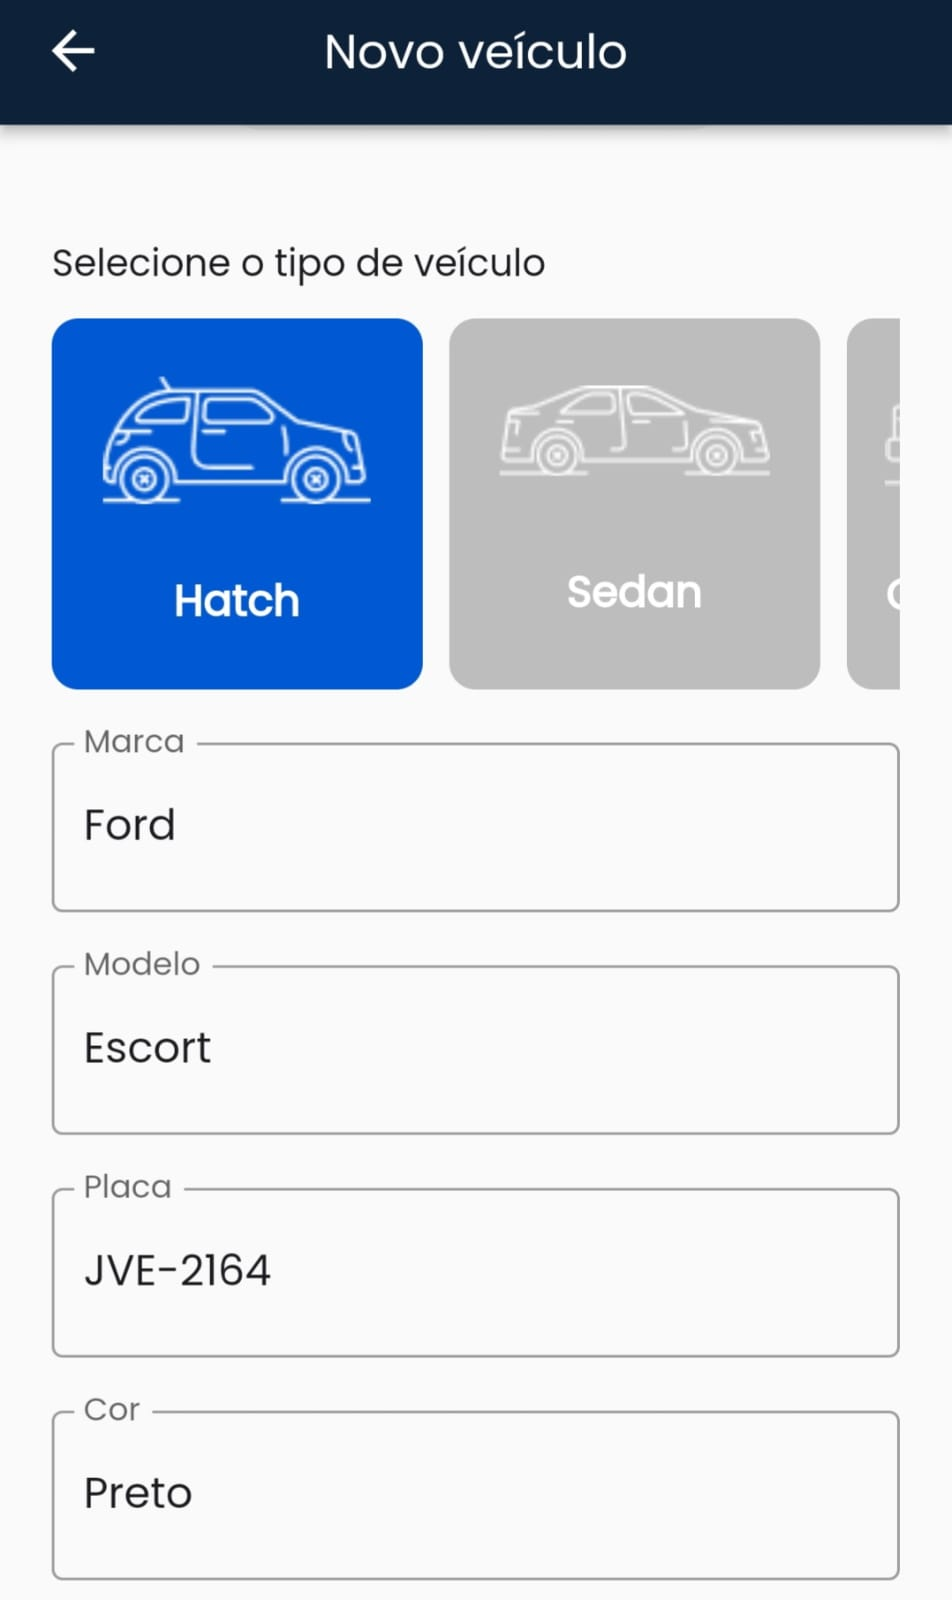 Novo veículo
Selecione o tipo de veículo
Hatch
Sedan
Marca
Ford
Modelo
Escort
Placa
JVE-2164
Cor
Preto